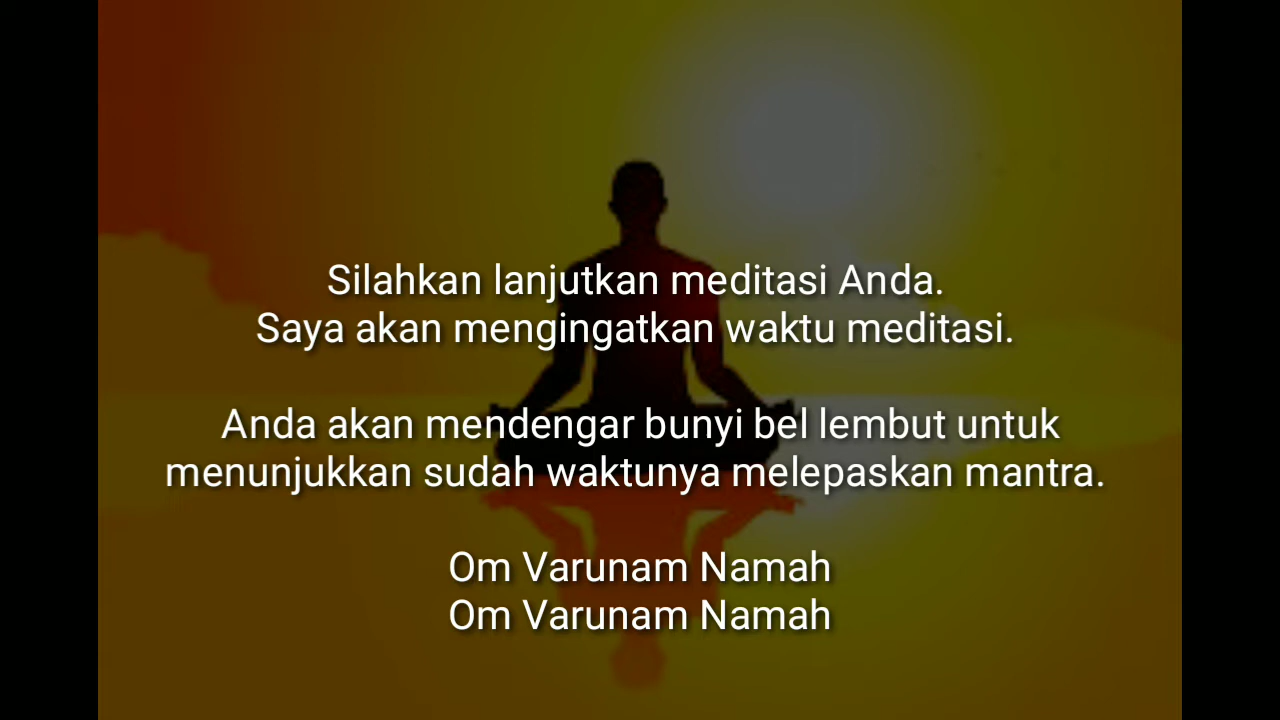 Silahkan lanjutkan meditasi Anda.
Saya akan mengingatkan waktu meditasi.
Anda akan mendengar bunyi bel lembut untuk
menunjukkan sudah waktunya melepaskan mantra.
Om Varunam Namah
Om Varunam Namah